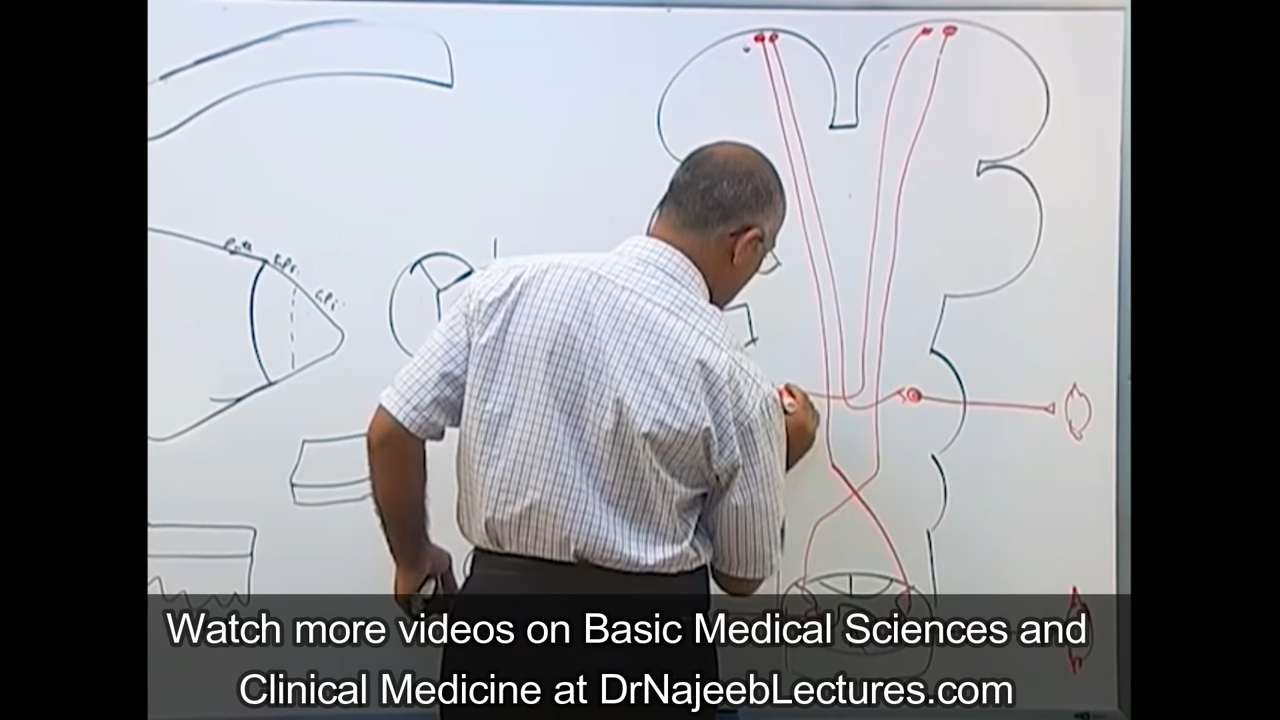 Watch more videos on Basic Medical Sciences and
Clinical Medicine at DrNajeebLectures.com